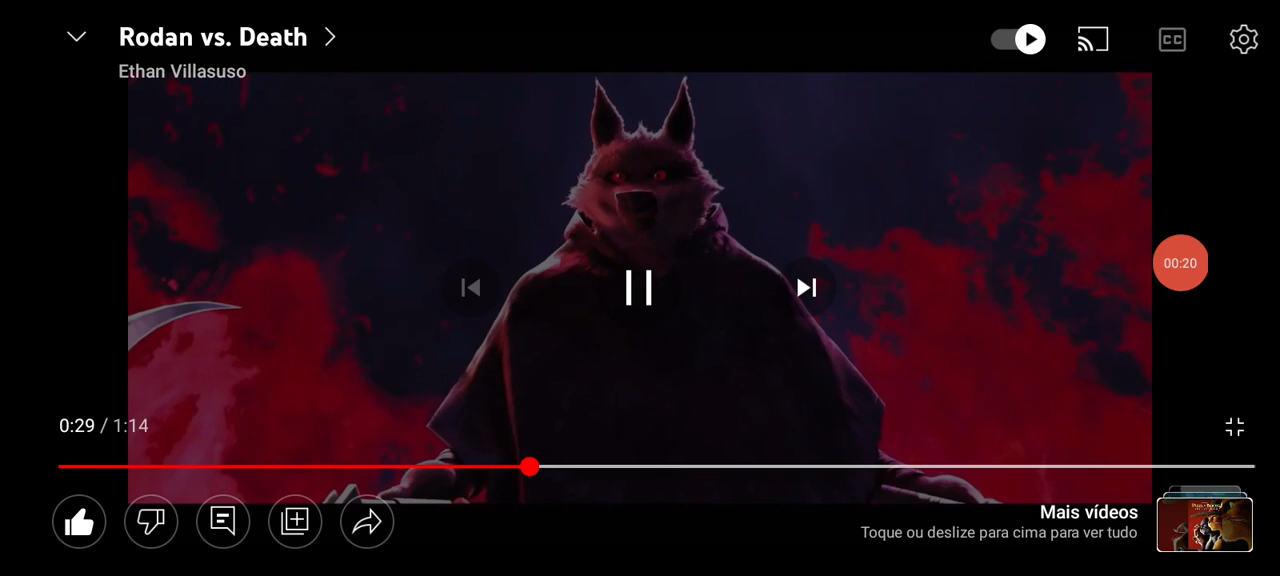 Rodan vs. Death
Ethan Villasuso
CC
00:20
0:29 / 1:14
Mais vídeos
Toque ou deslize para cima para ver tudo